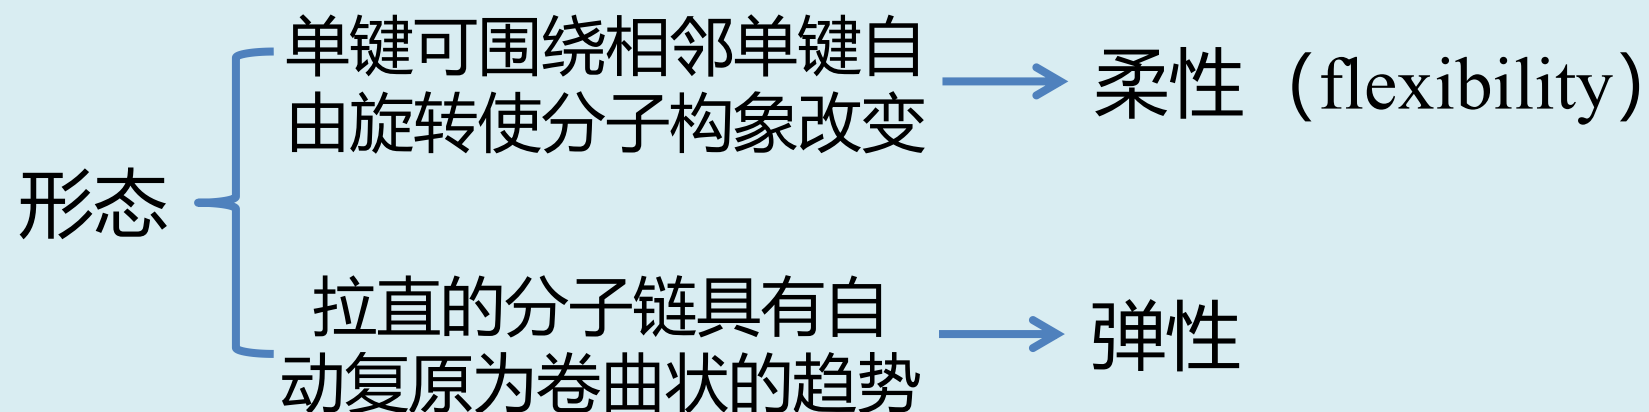 形态
单键可围绕相邻单键自
由旋转使分子构象改变
柔性（flexibility）
拉直的分子链具有自
动复原为卷曲状的趋势
弹性